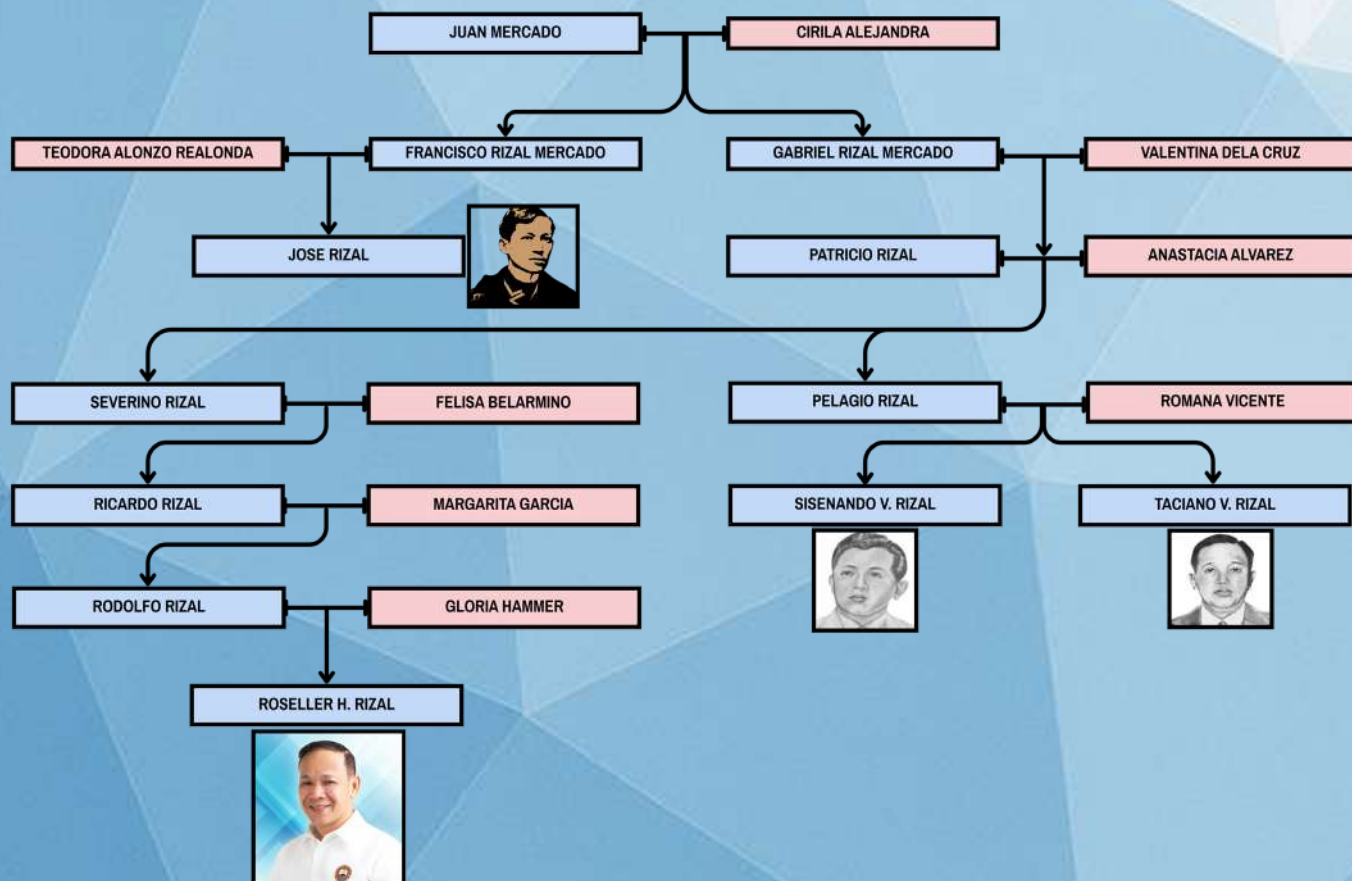 JUAN MERCADO
CIRILA ALEJANDRA
TEODORA ALONZO REALONDA
FRANCISCO RIZAL MERCADO
GABRIEL RIZAL MERCADO
VALENTINA DELA CRUZ
JOSE RIZAL
PATRICIO RIZAL
ANASTACIA ALVAREZ
SEVERINO RIZAL
FELISA BELARMINO
PELAGIO RIZAL
ROMANA VICENTE
RICARDO RIZAL
MARGARITA GARCIA
SISENANDO V. RIZAL
TACIANO V. RIZAL
RODOLFO RIZAL
GLORIA HAMMER
ROSELLER H. RIZAL